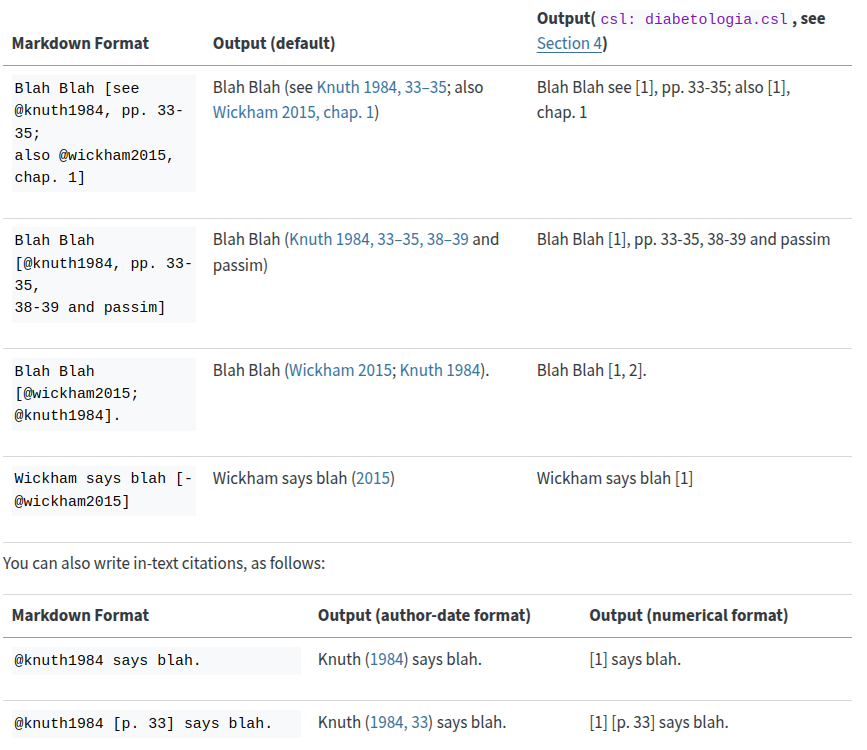 Markdown Format Output (default) Output( csl: diabetologia.csl , see Section 4)
Blah Blah [see
@knuth1984, pp. 33-
35;
also @wickham2015,
chap. 1]
Blah Blah (see Knuth 1984, 33–35; also
Wickham 2015, chap. 1)
Blah Blah see [1], pp. 33-35; also [1],
chap. 1
Blah Blah
[@knuth1984, pp. 33-
35,
38-39 and passim]
Blah Blah (Knuth 1984, 33–35, 38–39 and
passim)
Blah Blah [1], pp. 33-35, 38-39 and passim
Blah Blah
[@wickham2015;
@knuth1984].
Blah Blah (Wickham 2015; Knuth 1984).
Blah Blah [1, 2].
Wickham says blah [-
@wickham2015]
Wickham says blah (2015)
Wickham says blah [1]
You can also write in-text citations, as follows:
Markdown Format Output (author-date format) Output (numerical format)
@knuth1984 says blah. Knuth (1984) says blah. [1] says blah.
@knuth1984 [p. 33] says blah. Knuth (1984, 33) says blah. [1] [p. 33] says blah.